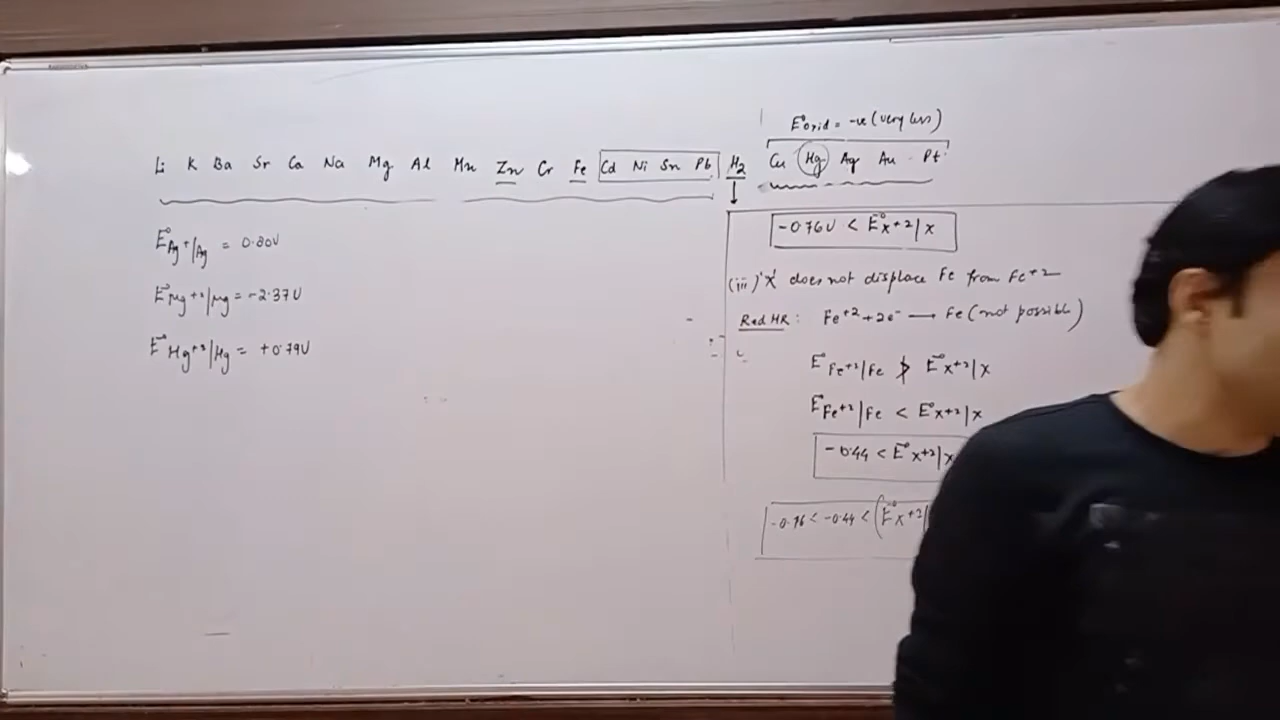 E°oxid = -ve (very less)
Li K Ba Sr Ca Na Mg Al Mn Zn Cr Fe Cd Ni Sn Pb H₂ Cu Hg Ag Au Pt
E°Ag⁺/Ag = 0.80V
E°Mg⁺²/Mg = -2.37V
E°Hg⁺²/Hg = +0.79V
-0.76V < E°x+2/x
(iii) 'X' does not displace Fe from Fe+2
Red HR: Fe+2 + 2e⁻ → Fe (not possible)
E°Fe+2/Fe ≯ E°x+2/x
E°Fe+2/Fe < E°x+2/x
-0.44 < E°x+2/x
-0.76 < -0.44 < (E°x+2/